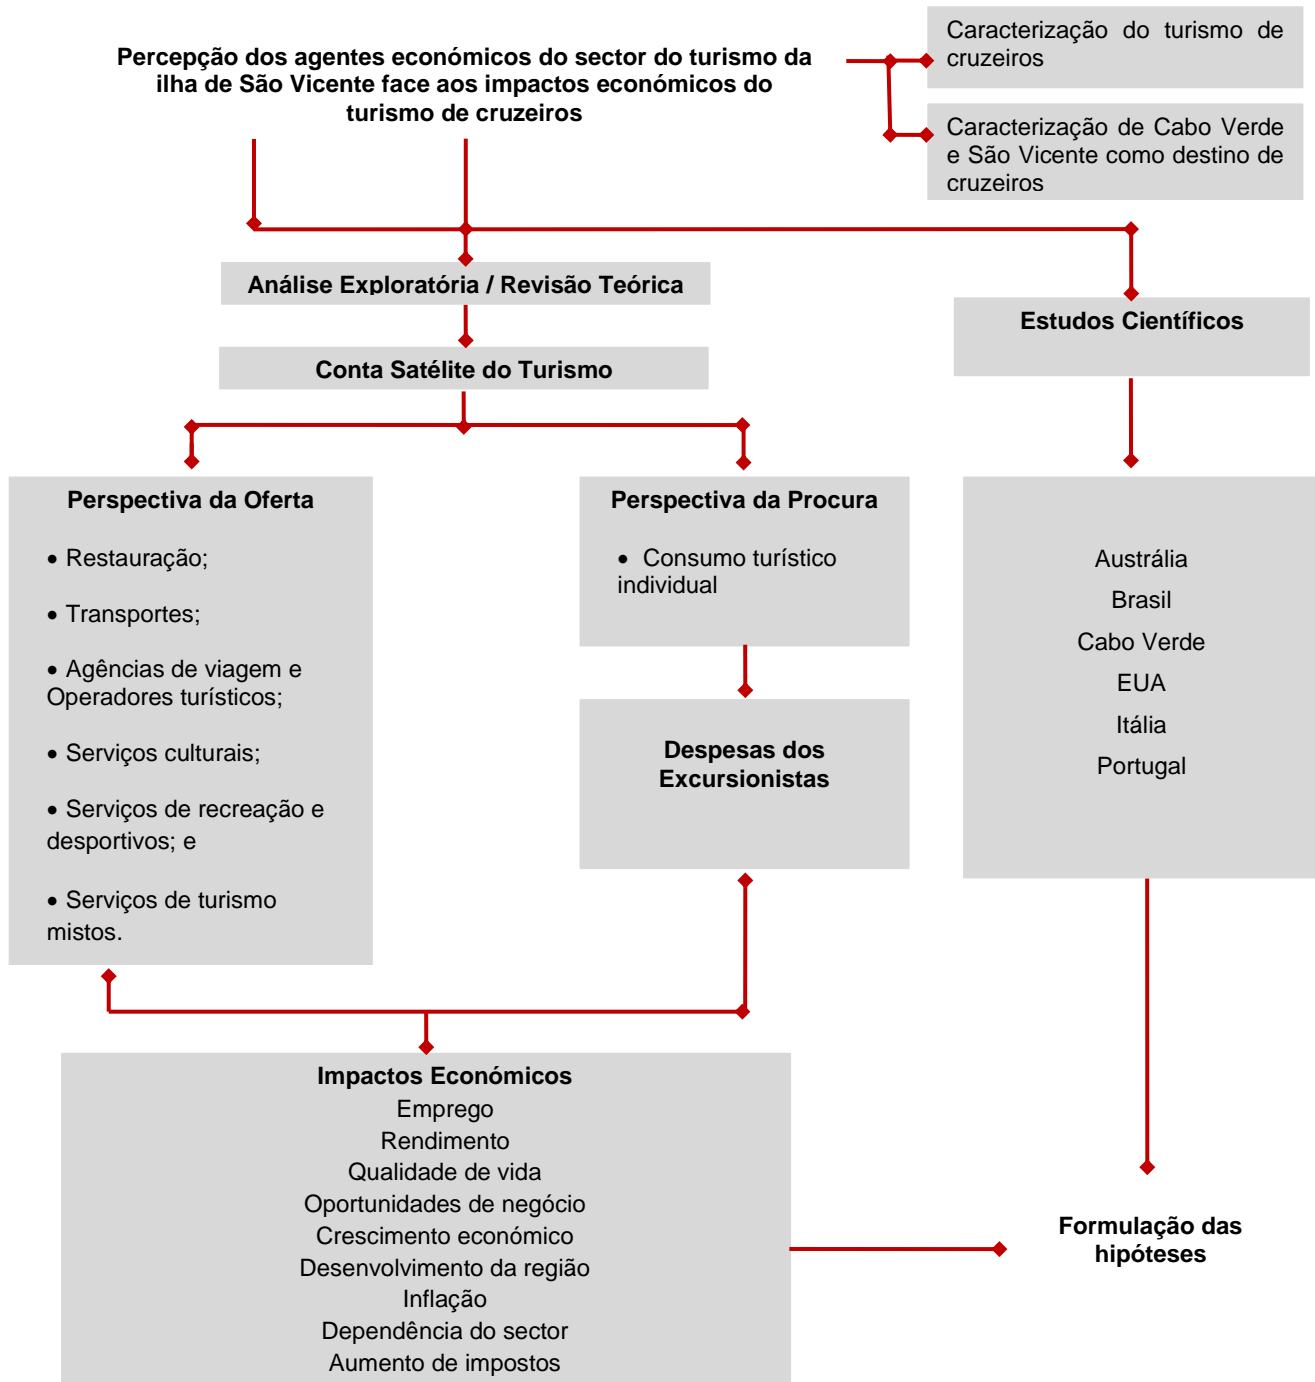 Percepção dos agentes económicos do sector do turismo da
ilha de São Vicente face aos impactos económicos do
turismo de cruzeiros
Caracterização do turismo de
cruzeiros
Caracterização de Cabo Verde
e São Vicente como destino de
cruzeiros
Análise Exploratória / Revisão Teórica
Estudos Científicos
Conta Satélite do Turismo
Perspectiva da Oferta
• Restauração;
• Transportes;
• Agências de viagem e
Operadores turísticos;
• Serviços culturais;
• Serviços de recreação e
desportivos; e
• Serviços de turismo
mistos.
Perspectiva da Procura
• Consumo turístico
individual
Despesas dos
Excursionistas
Austrália
Brasil
Cabo Verde
EUA
Itália
Portugal
Impactos Económicos
Emprego
Rendimento
Qualidade de vida
Oportunidades de negócio
Crescimento económico
Desenvolvimento da região
Inflação
Dependência do sector
Aumento de impostos
Formulação das
hipóteses